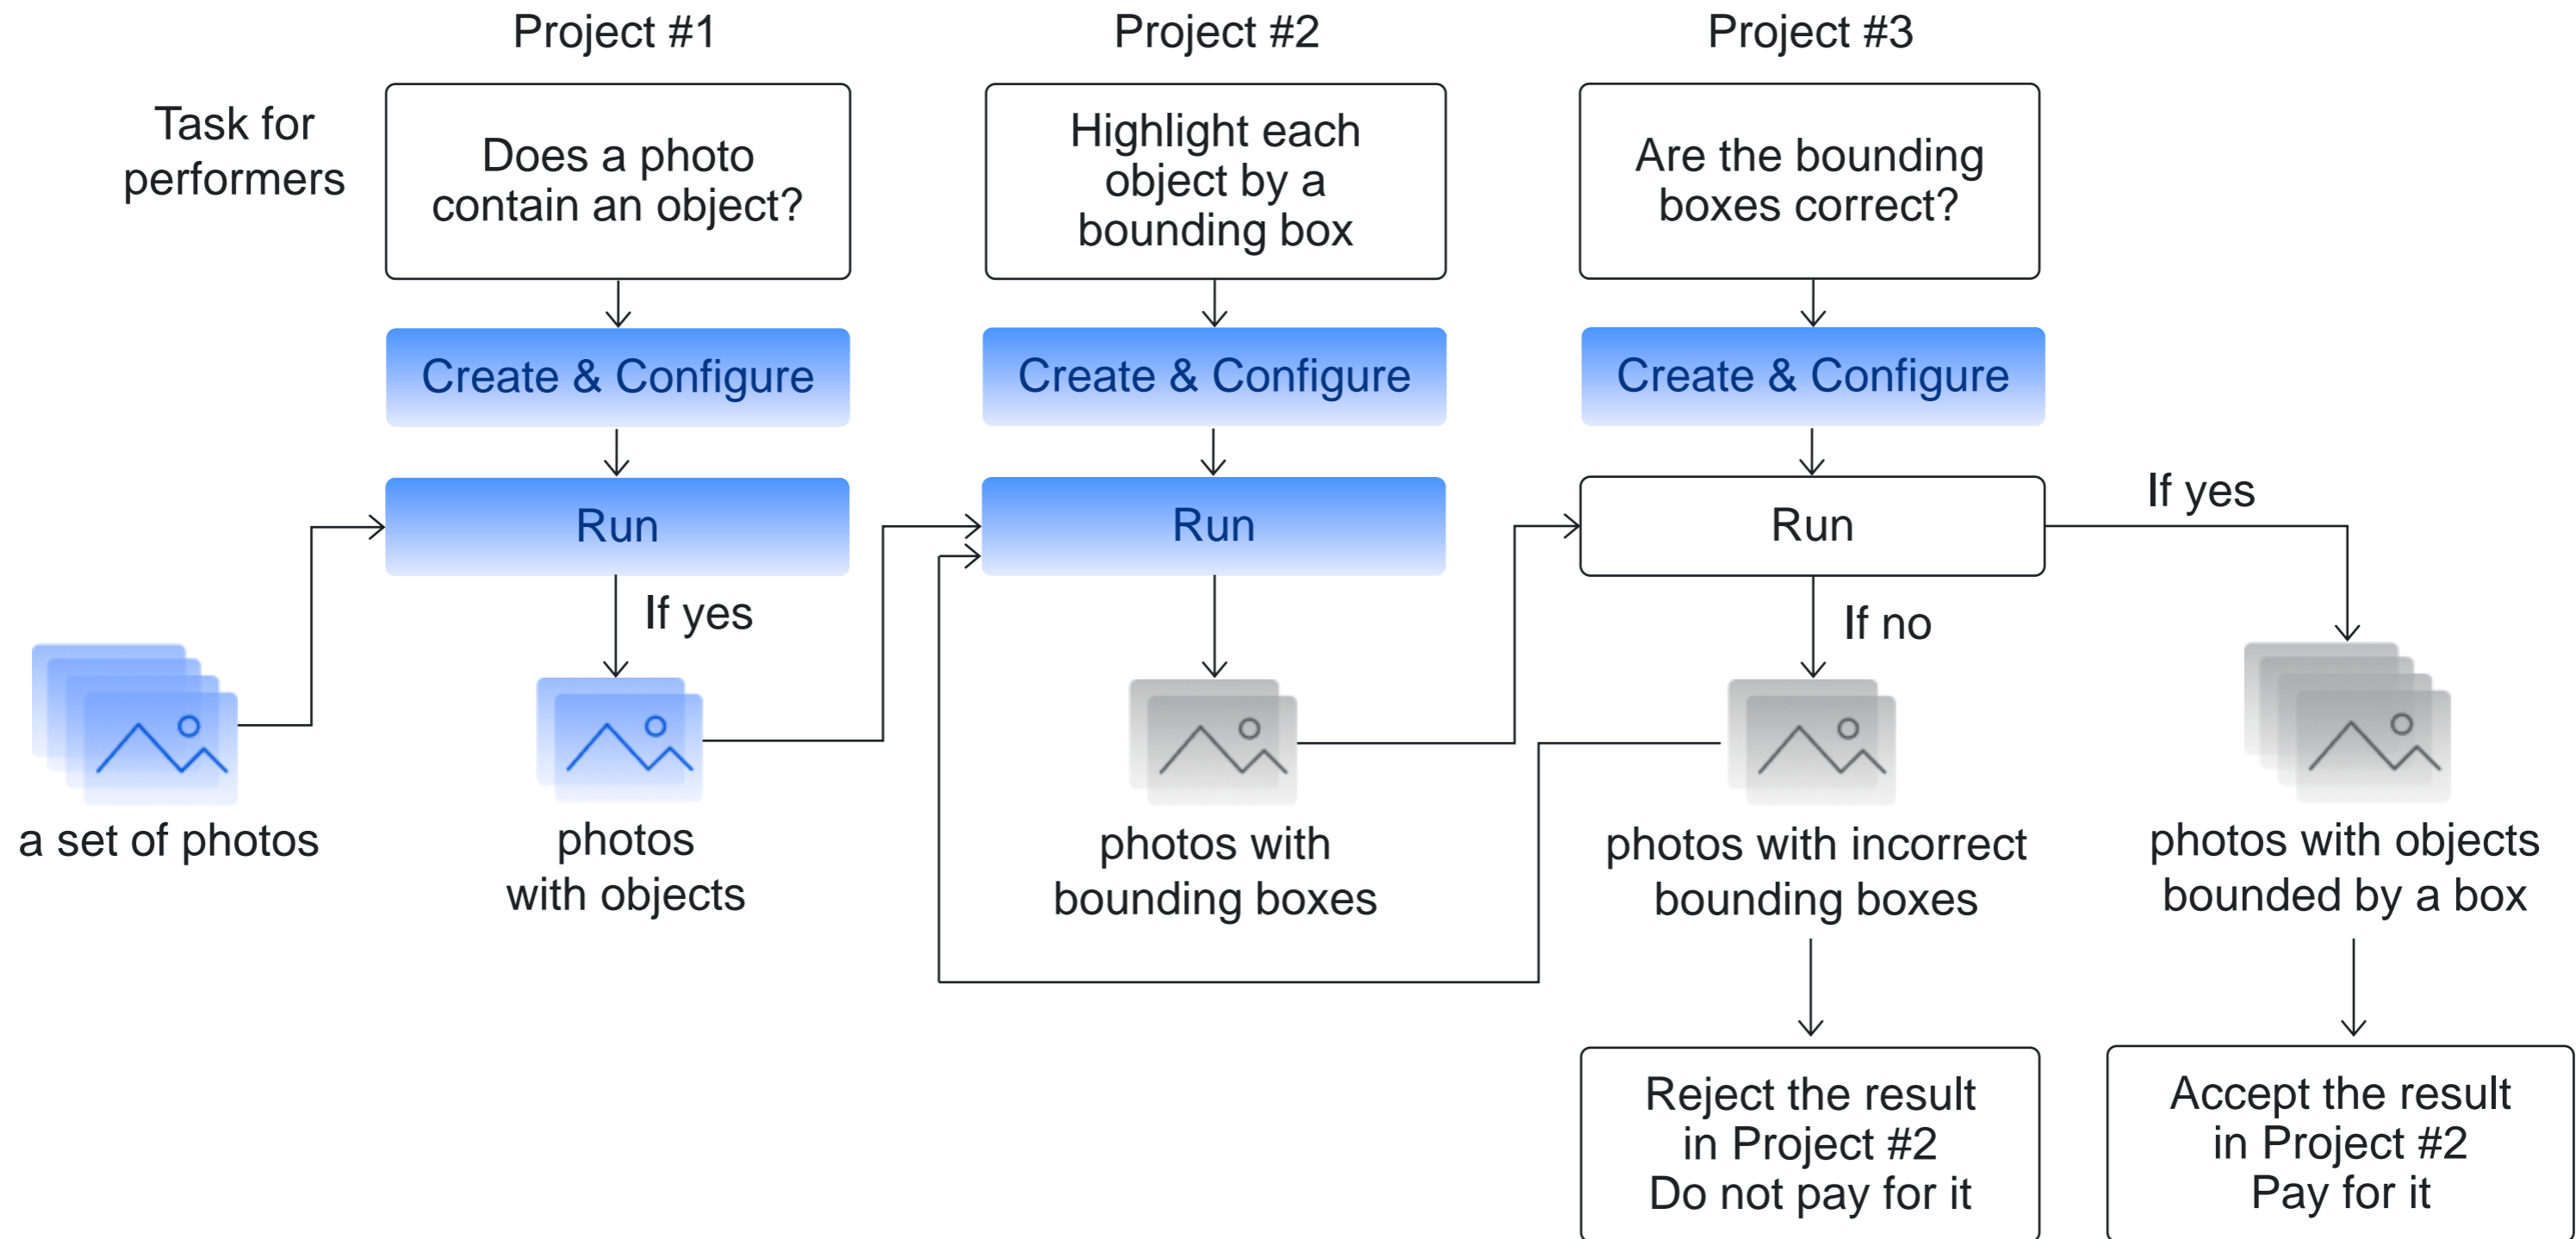 Project #1
Project #2
Project #3
Task for
performers
Does a photo
contain an object?
Highlight each
object by a
bounding box
Are the bounding
boxes correct?
Create & Configure
Create & Configure
Create & Configure
Run
Run
Run
If yes
If yes
If no
a set of photos
photos
with objects
photos with
bounding boxes
photos with incorrect
bounding boxes
photos with objects
bounded by a box
Reject the result
in Project #2
Do not pay for it
Accept the result
in Project #2
Pay for it